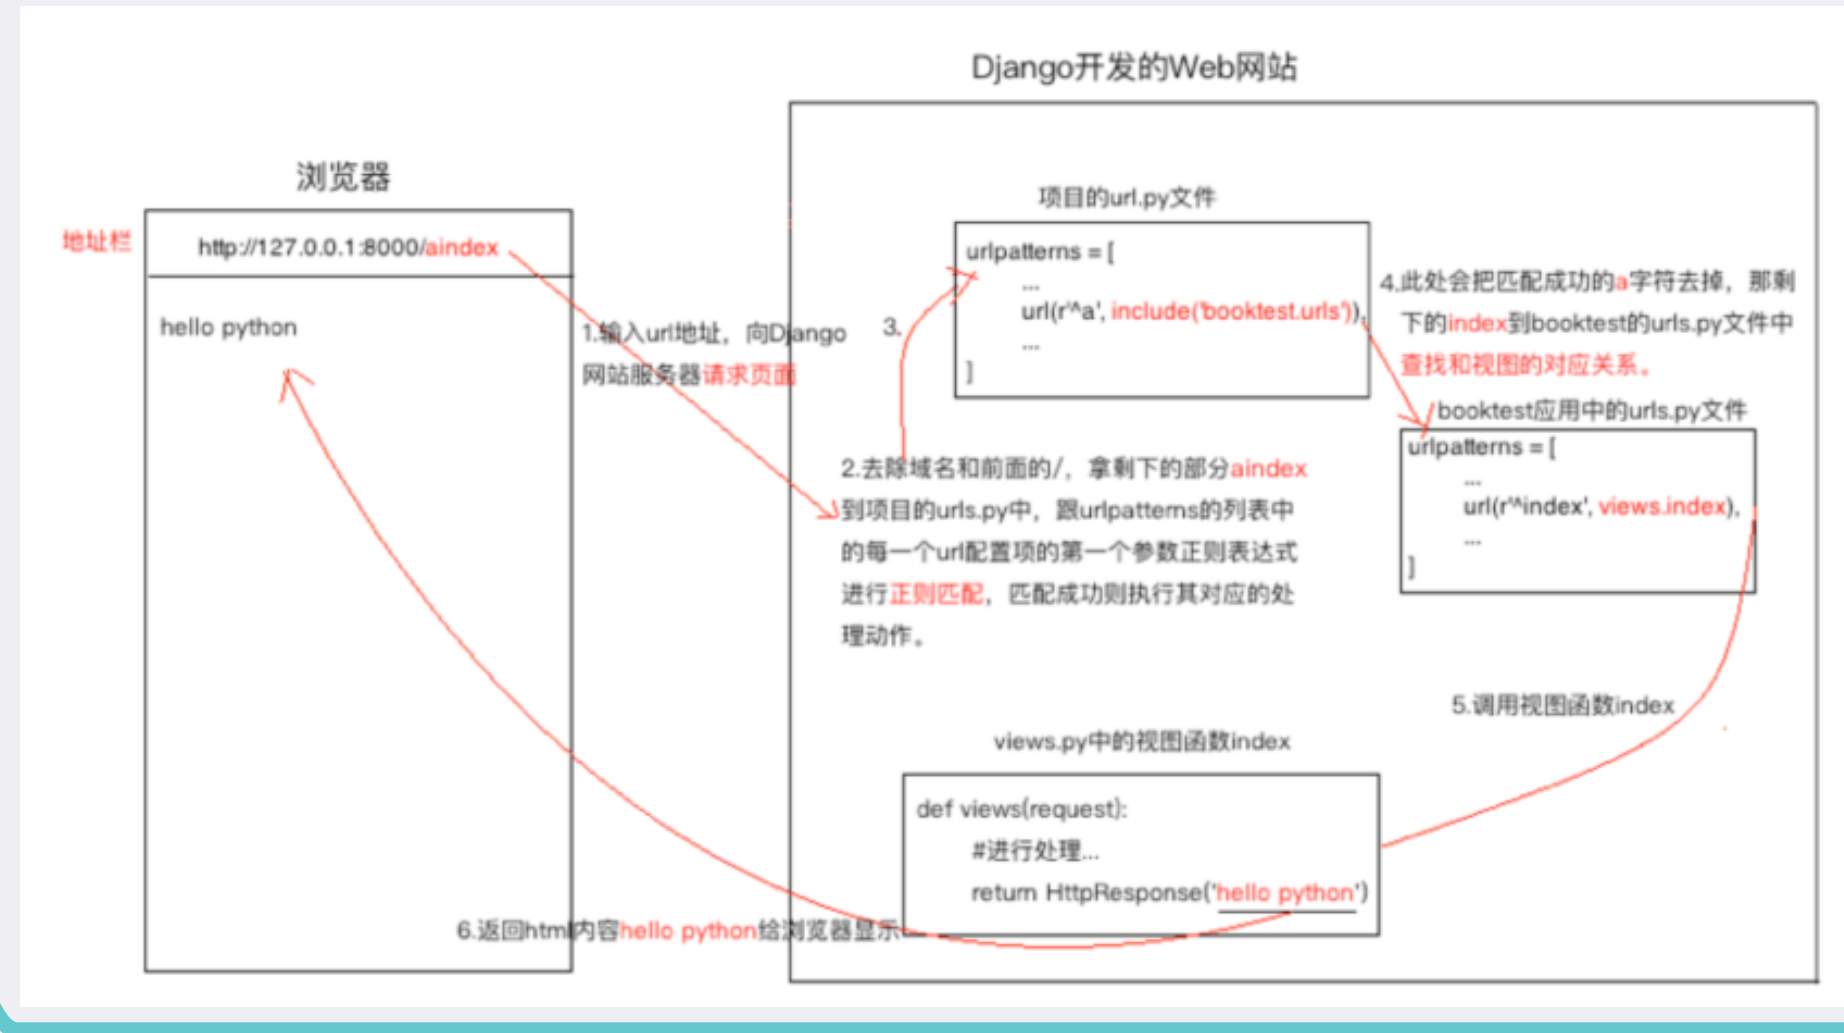 Django开发的Web网站
浏览器
地址栏
http://127.0.0.1:8000/aindex
hello python
1.输入url地址，向Django
网站服务器请求页面
2.去除域名和前面的/，拿剩下的部分aindex
到项目的urls.py中，跟urlpatterns的列表中
的每一个url配置项的第一个参数正则表达式
进行正则匹配，匹配成功则执行其对应的处
理动作。
3.
项目的url.py文件
urlpatterns = [
...
url(r'^a', include('booktest.urls')),
...
]
4.此处会把匹配成功的a字符去掉，那剩
下的index到booktest的urls.py文件中
查找和视图的对应关系。
booktest应用中的urls.py文件
urlpatterns = [
...
url(r'^index', views.index),
...
]
5.调用视图函数index
views.py中的视图函数index
def views(request):
#进行处理...
return HttpResponse('hello python')
6.返回html内容hello python给浏览器显示